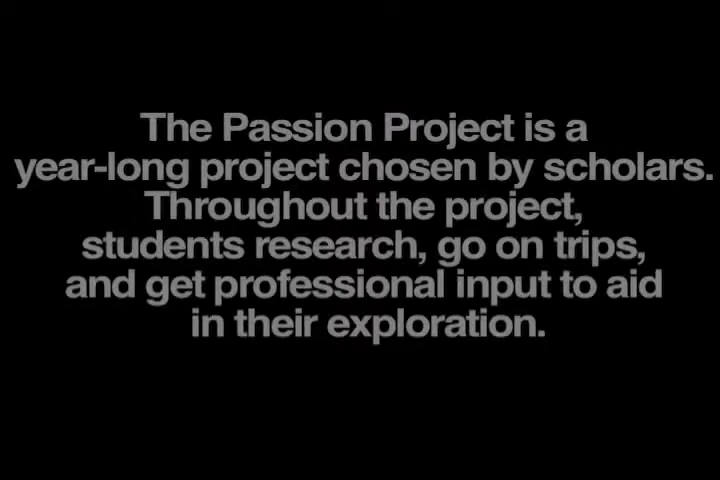 The Passion Project is a
year-long project chosen by scholars.
Throughout the project,
students research, go on trips,
and get professional input to aid
in their exploration.